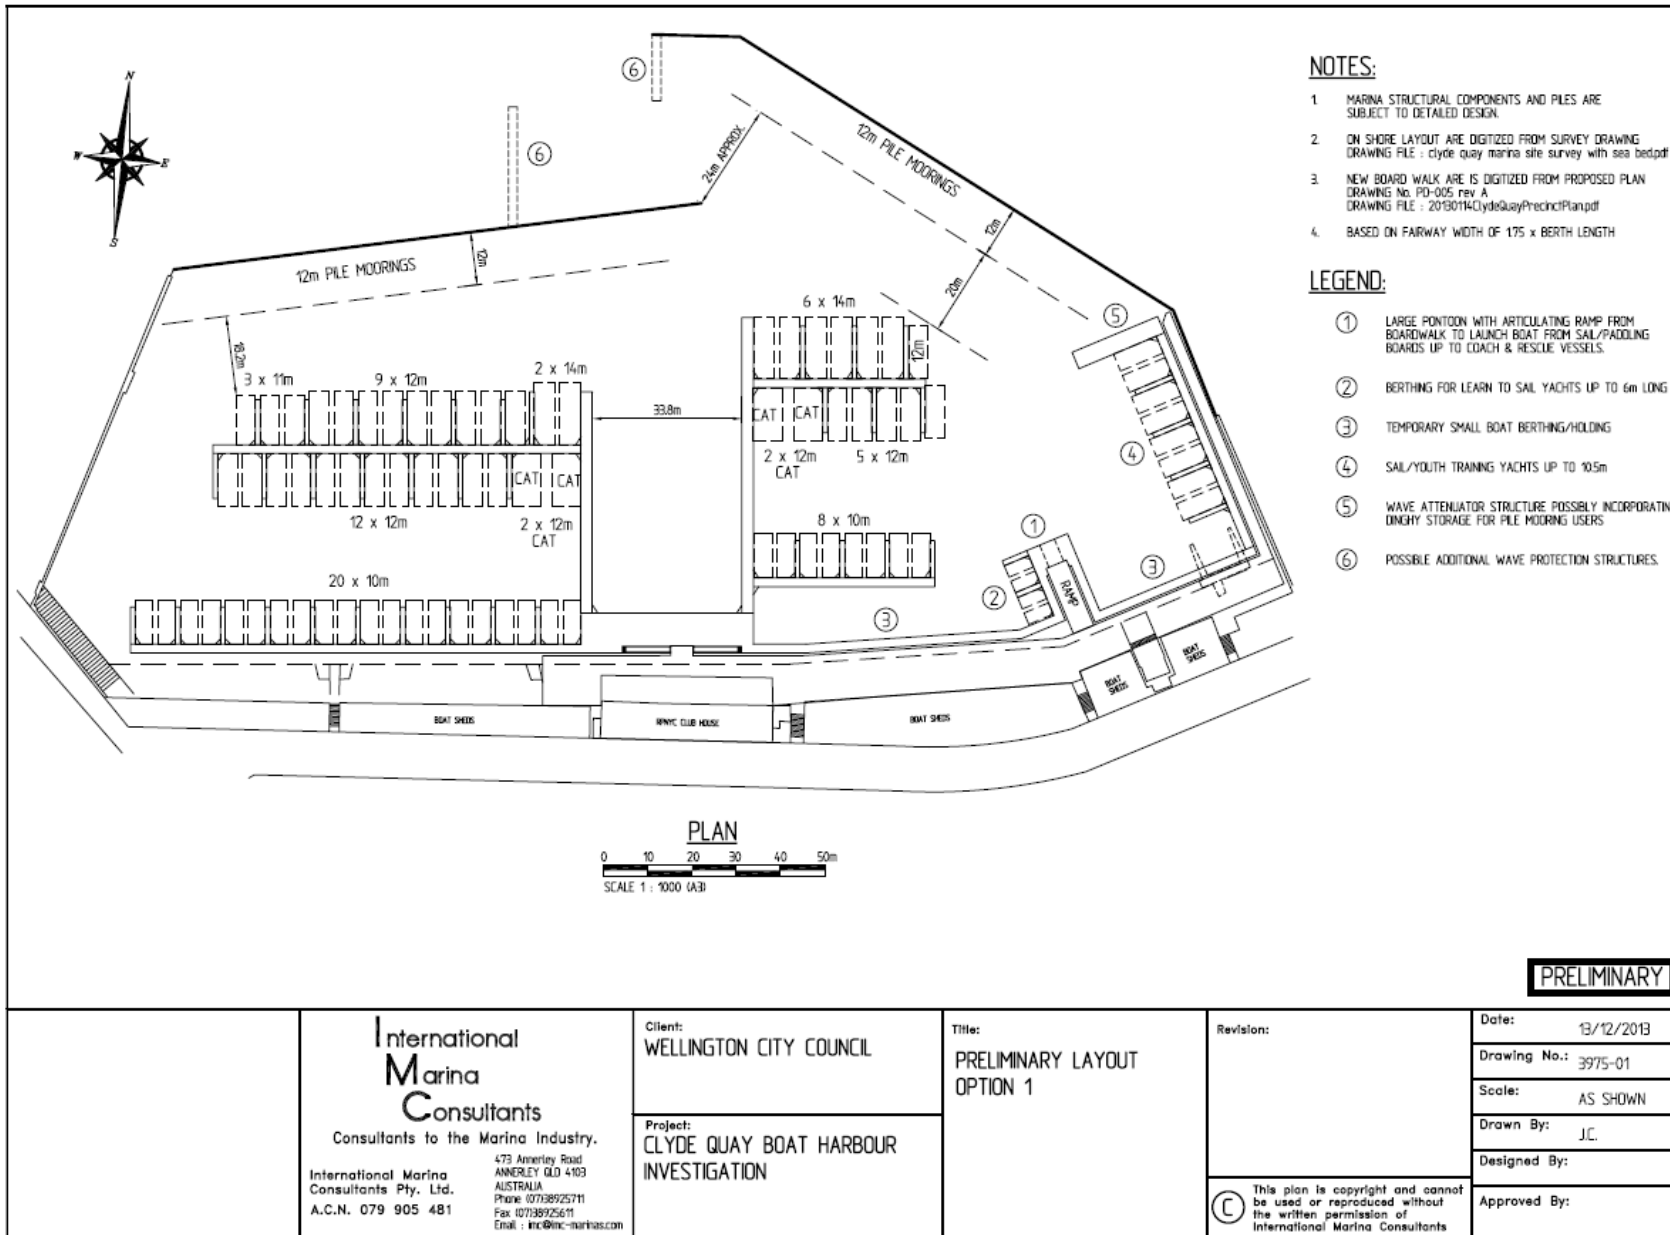 N
W
E
S
6
6
12m PILE MOORINGS
12m PILE MOORINGS
24m APPROX.
12m
12m
20m
18.2m
3 x 11m
9 x 12m
2 x 14m
6 x 14m
12m
33.8m
CAT
CAT
CAT
CAT
12 x 12m
2 x 12m
CAT
2 x 12m
CAT
5 x 12m
8 x 10m
20 x 10m
5
4
1
2
3
3
RAMP
BOAT SHEDS
RPNYC CLUB HOUSE
BOAT SHEDS
BOAT
SHEDS
BOAT
SHEDS
PLAN
0 10 20 30 40 50m
SCALE 1 : 1000 (A3)
NOTES:
1 MARINA STRUCTURAL COMPONENTS AND PILES ARE
SUBJECT TO DETAILED DESIGN.
2. ON SHORE LAYOUT ARE DIGITIZED FROM SURVEY DRAWING
DRAWING FILE : clyde quay marina site survey with sea bed.pdf
3. NEW BOARD WALK ARE IS DIGITIZED FROM PROPOSED PLAN
DRAWING No. PD-005 rev A
DRAWING FILE : 20130114ClydeQuayPrecinctPlan.pdf
4. BASED ON FAIRWAY WIDTH OF 1.75 x BERTH LENGTH
LEGEND:
1 LARGE PONTOON WITH ARTICULATING RAMP FROM
BOARDWALK TO LAUNCH BOAT FROM SAIL/PADDLING
BOARDS UP TO COACH & RESCUE VESSELS.
2 BERTHING FOR LEARN TO SAIL YACHTS UP TO 6m LONG
3 TEMPORARY SMALL BOAT BERTHING/HOLDING
4 SAIL/YOUTH TRAINING YACHTS UP TO 10.5m
5 WAVE ATTENUATOR STRUCTURE POSSIBLY INCORPORATIN
DINGHY STORAGE FOR PILE MOORING USERS
6 POSSIBLE ADDITIONAL WAVE PROTECTION STRUCTURES.
PRELIMINARY
International
Marina
Consultants
Consultants to the Marina Industry.
International Marina
Consultants Pty. Ltd.
A.C.N. 079 905 481
473 Annerley Road
ANNERLEY QLD 4103
AUSTRALIA
Phone (07)38925711
Fax (07)38925611
Email : imc@imc-marinas.com
Client:
WELLINGTON CITY COUNCIL
Project:
CLYDE QUAY BOAT HARBOUR
INVESTIGATION
Title:
PRELIMINARY LAYOUT
OPTION 1
Revision:
C
This plan is copyright and cannot
be used or reproduced without
the written permission of
International Marina Consultants
Date: 13/12/2013
Drawing No.: 3975-01
Scale: AS SHOWN
Drawn By: J.C.
Designed By:
Approved By: